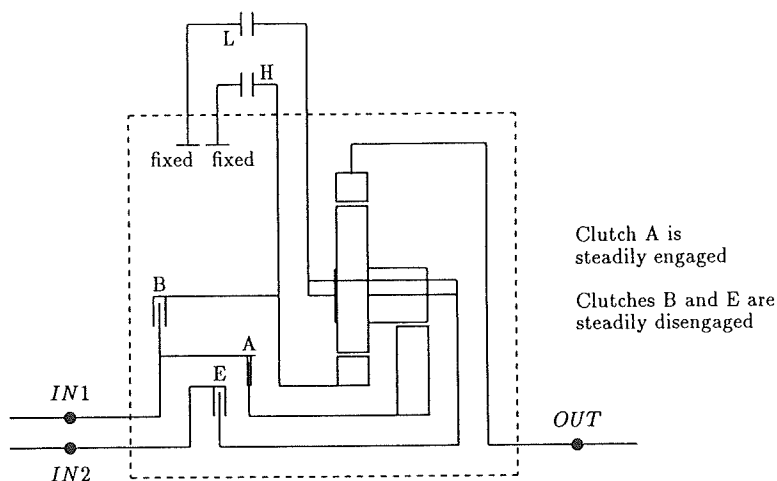 L
H
fixed fixed
Clutch A is
steadily engaged
Clutches B and E are
steadily disengaged
B
A
E
IN1
IN2
OUT